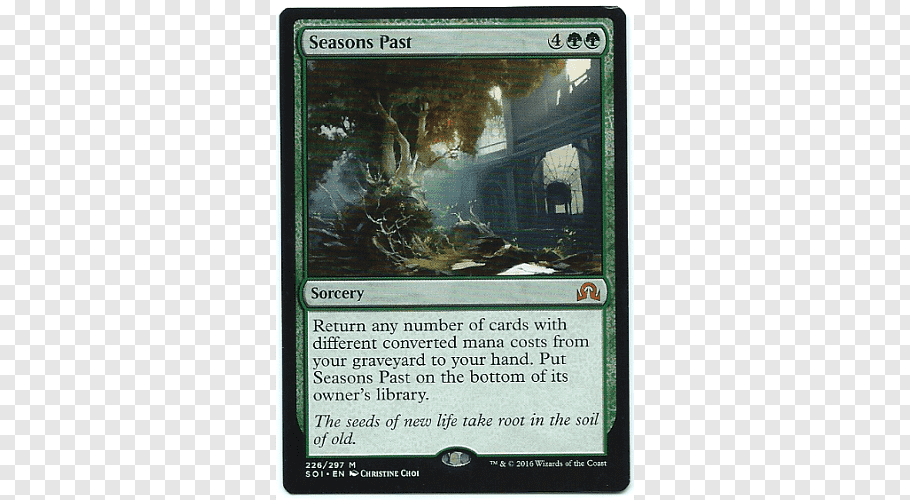 Seasons Past 4
Sorcery
Return any number of cards with
different converted mana costs from
your graveyard to your hand. Put
Seasons Past on the bottom of its
owner's library.
The seeds of new life take root in the soil
of old.
226/297 M
SOI • EN Christine Choi
™ & © 2016 Wizards of the Coast